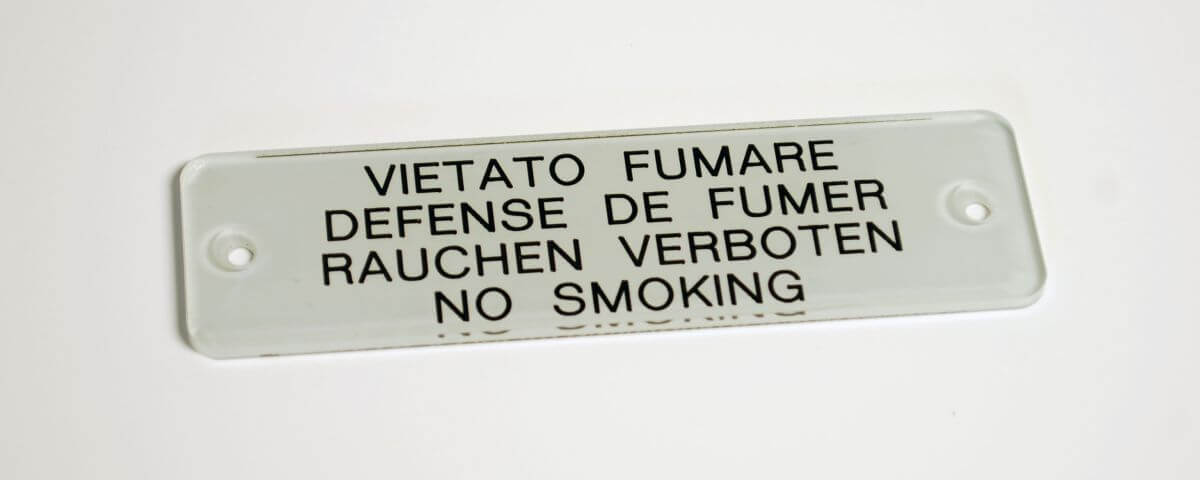 VIETATO FUMARE
DEFENSE DE FUMER
RAUCHEN VERBOTEN
NO SMOKING